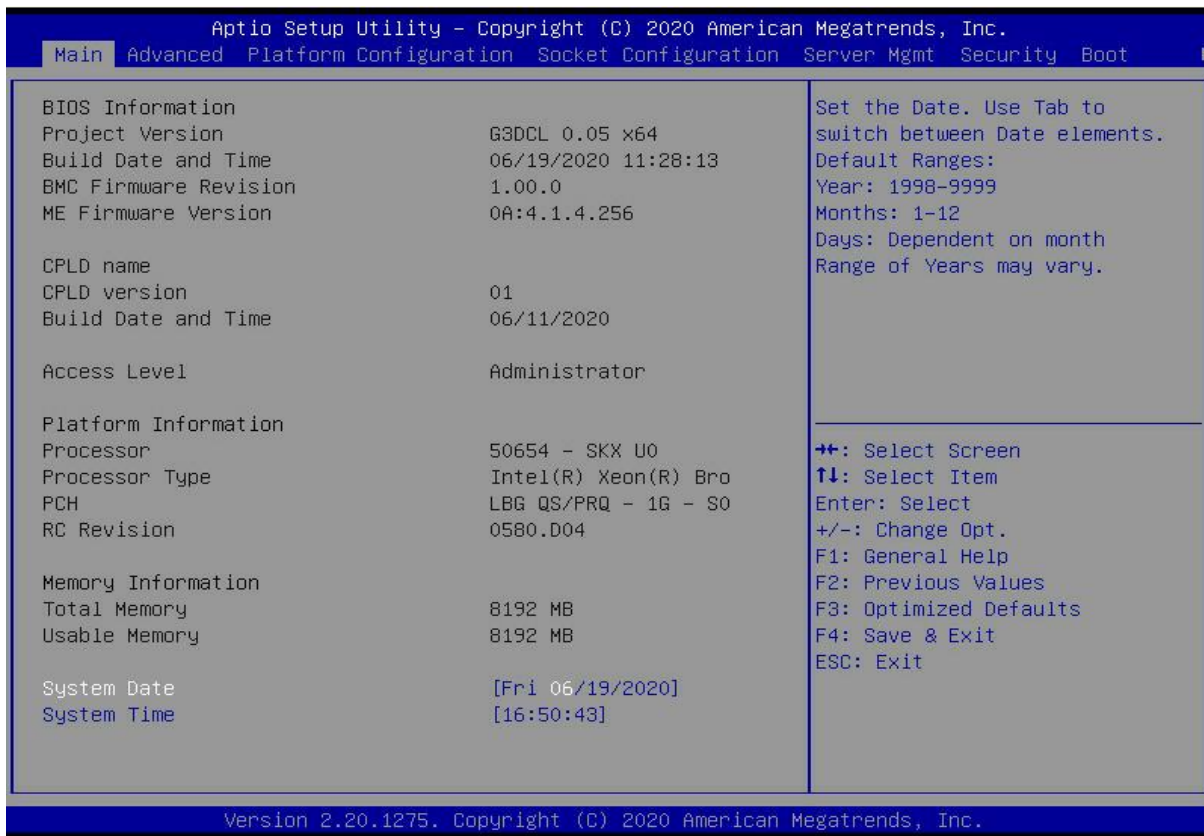 Aptio Setup Utility – Copyright (C) 2020 American Megatrends, Inc.
Main Advanced Platform Configuration Socket Configuration Server Mgmt Security Boot
BIOS Information
Project Version G3DCL 0.05 x64
Build Date and Time 06/19/2020 11:28:13
BMC Firmware Revision 1.00.0
ME Firmware Version 0A:4.1.4.256
CPLD name
CPLD version 01
Build Date and Time 06/11/2020
Access Level Administrator
Platform Information
Processor 50654 – SKX U0
Processor Type Intel(R) Xeon(R) Bro
PCH LBG QS/PRQ – 1G – S0
RC Revision 0580.D04
Memory Information
Total Memory 8192 MB
Usable Memory 8192 MB
System Date [Fri 06/19/2020]
System Time [16:50:43]
Set the Date. Use Tab to
switch between Date elements.
Default Ranges:
Year: 1998–9999
Months: 1–12
Days: Dependent on month
Range of Years may vary.
→←: Select Screen
↑↓: Select Item
Enter: Select
+/–: Change Opt.
F1: General Help
F2: Previous Values
F3: Optimized Defaults
F4: Save & Exit
ESC: Exit
Version 2.20.1275. Copyright (C) 2020 American Megatrends, Inc.